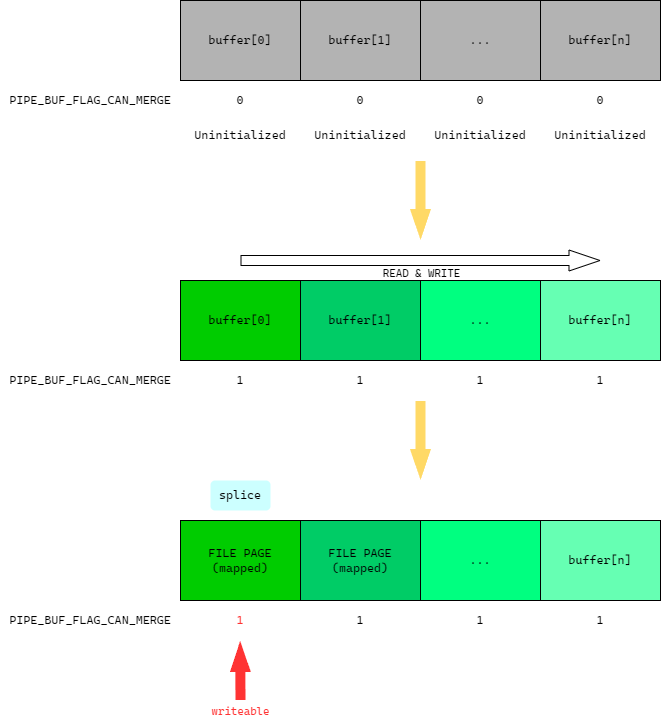 buffer[0] buffer[1] ... buffer[n]
PIPE_BUF_FLAG_CAN_MERGE 0 0 0 0
Uninitialized Uninitialized Uninitialized Uninitialized
READ & WRITE
buffer[0] buffer[1] ... buffer[n]
PIPE_BUF_FLAG_CAN_MERGE 1 1 1 1
splice
FILE PAGE FILE PAGE
(mapped) (mapped) ... buffer[n]
PIPE_BUF_FLAG_CAN_MERGE 1 1 1 1
writeable